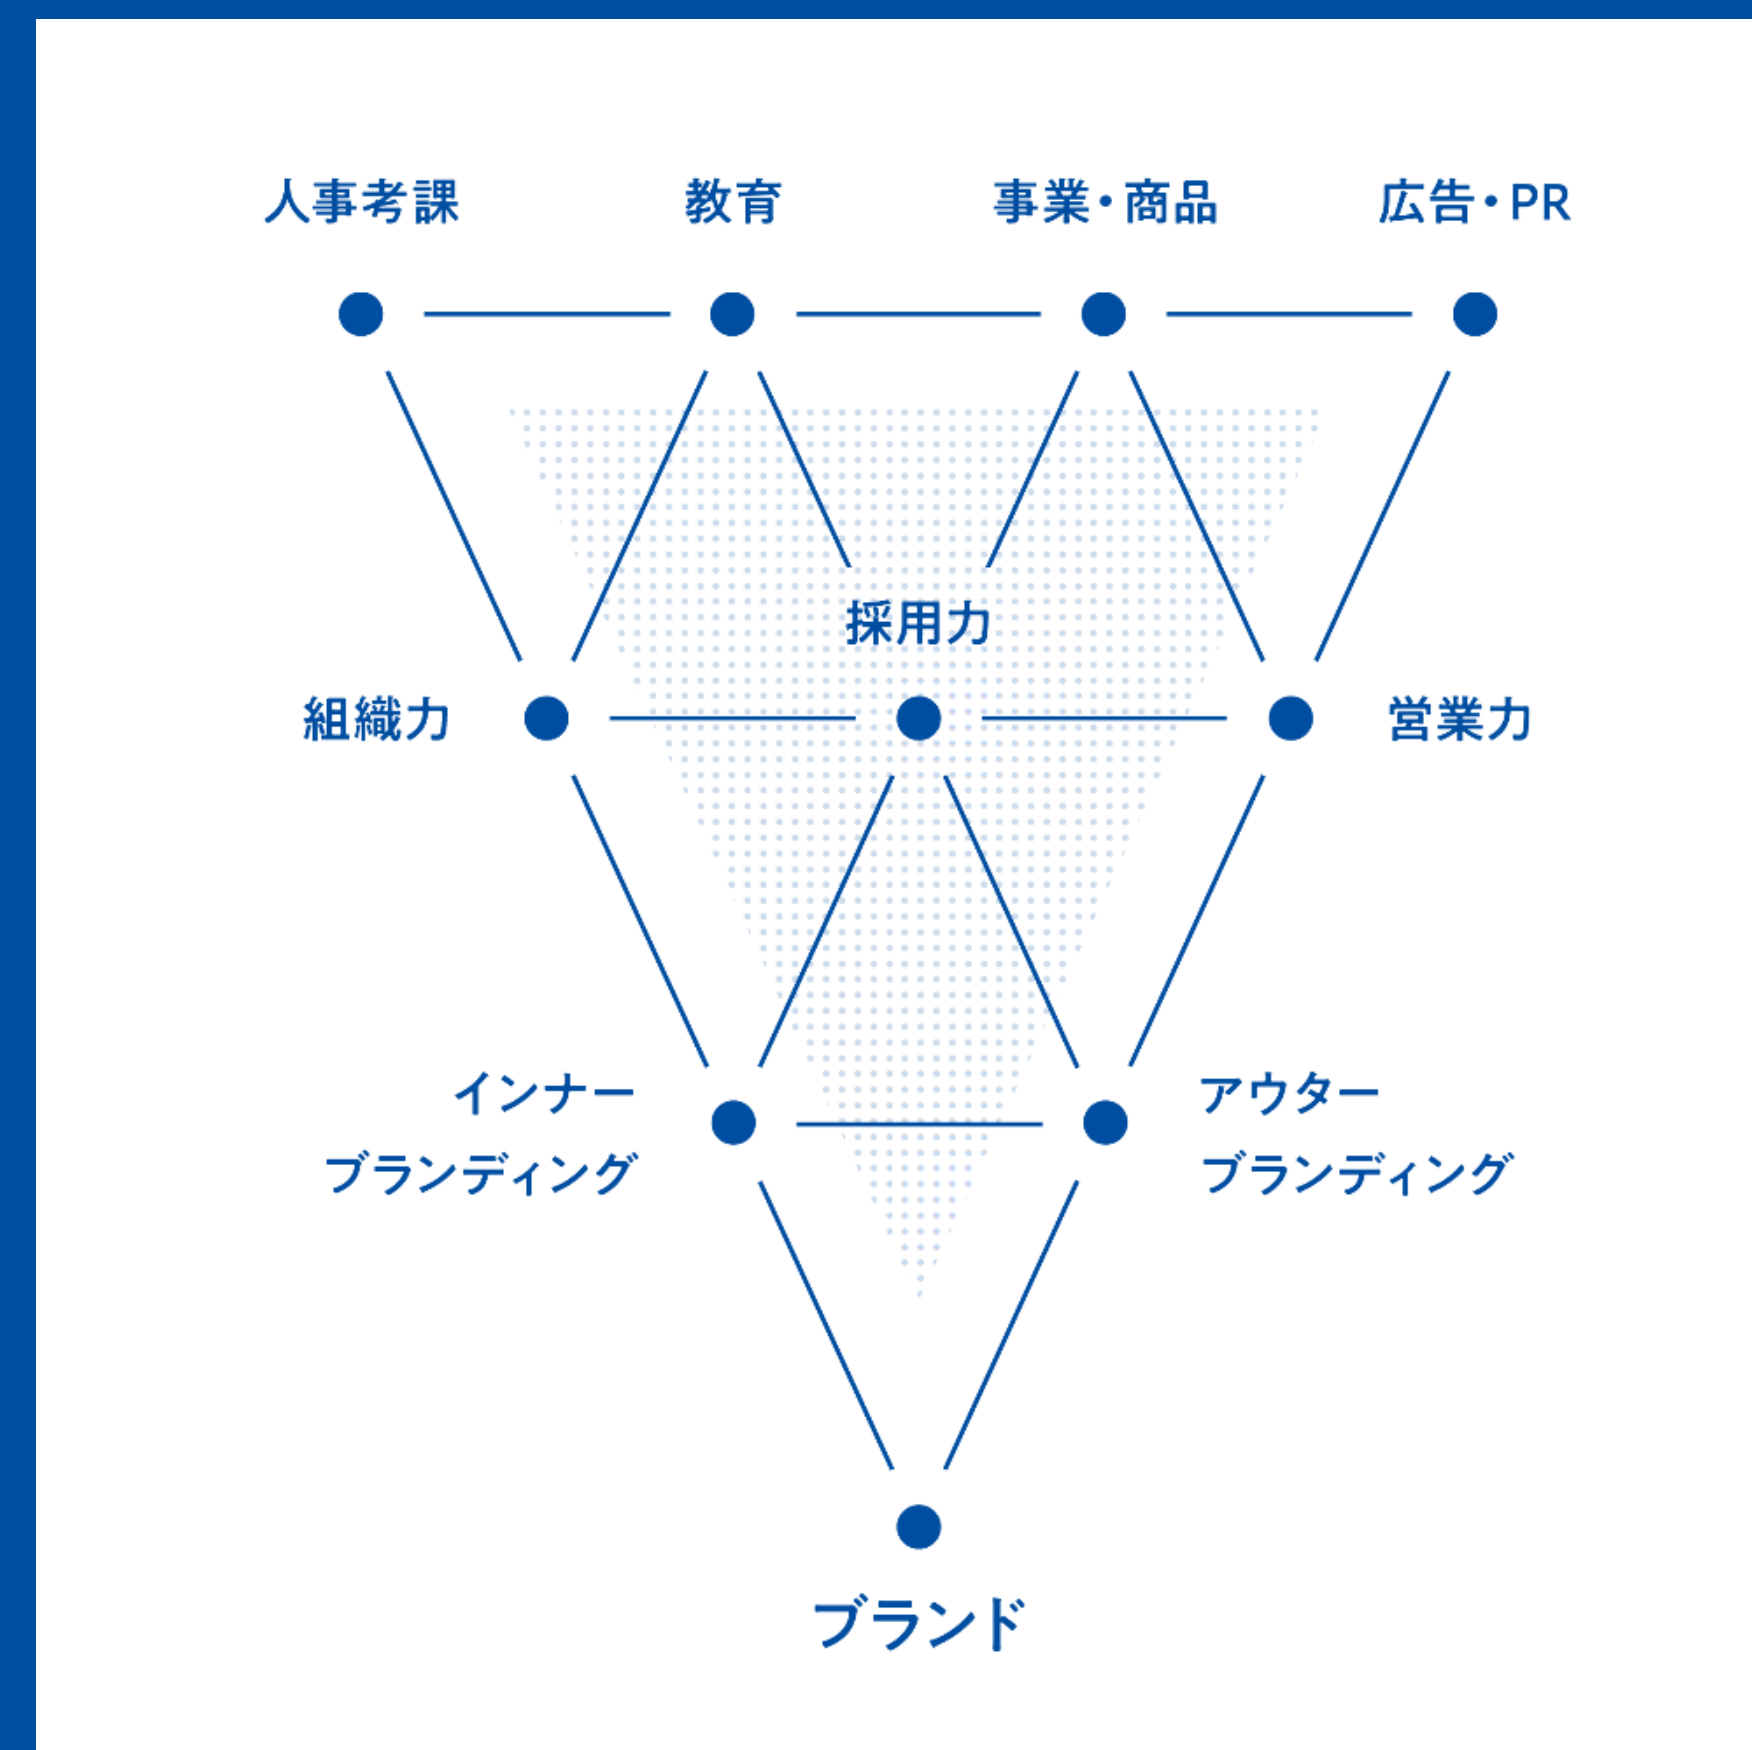 人事考課
教育
事業・商品
広告・PR
採用力
組織力
営業力
インナー
ブランディング
アウター
ブランディング
ブランド